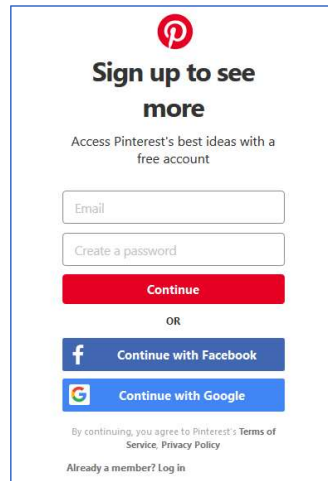 Sign up to see
more
Access Pinterest's best ideas with a
free account
Email
Create a password
Continue
OR
Continue with Facebook
Continue with Google
By continuing, you agree to Pinterest's Terms of
Service, Privacy Policy
Already a member? Log in